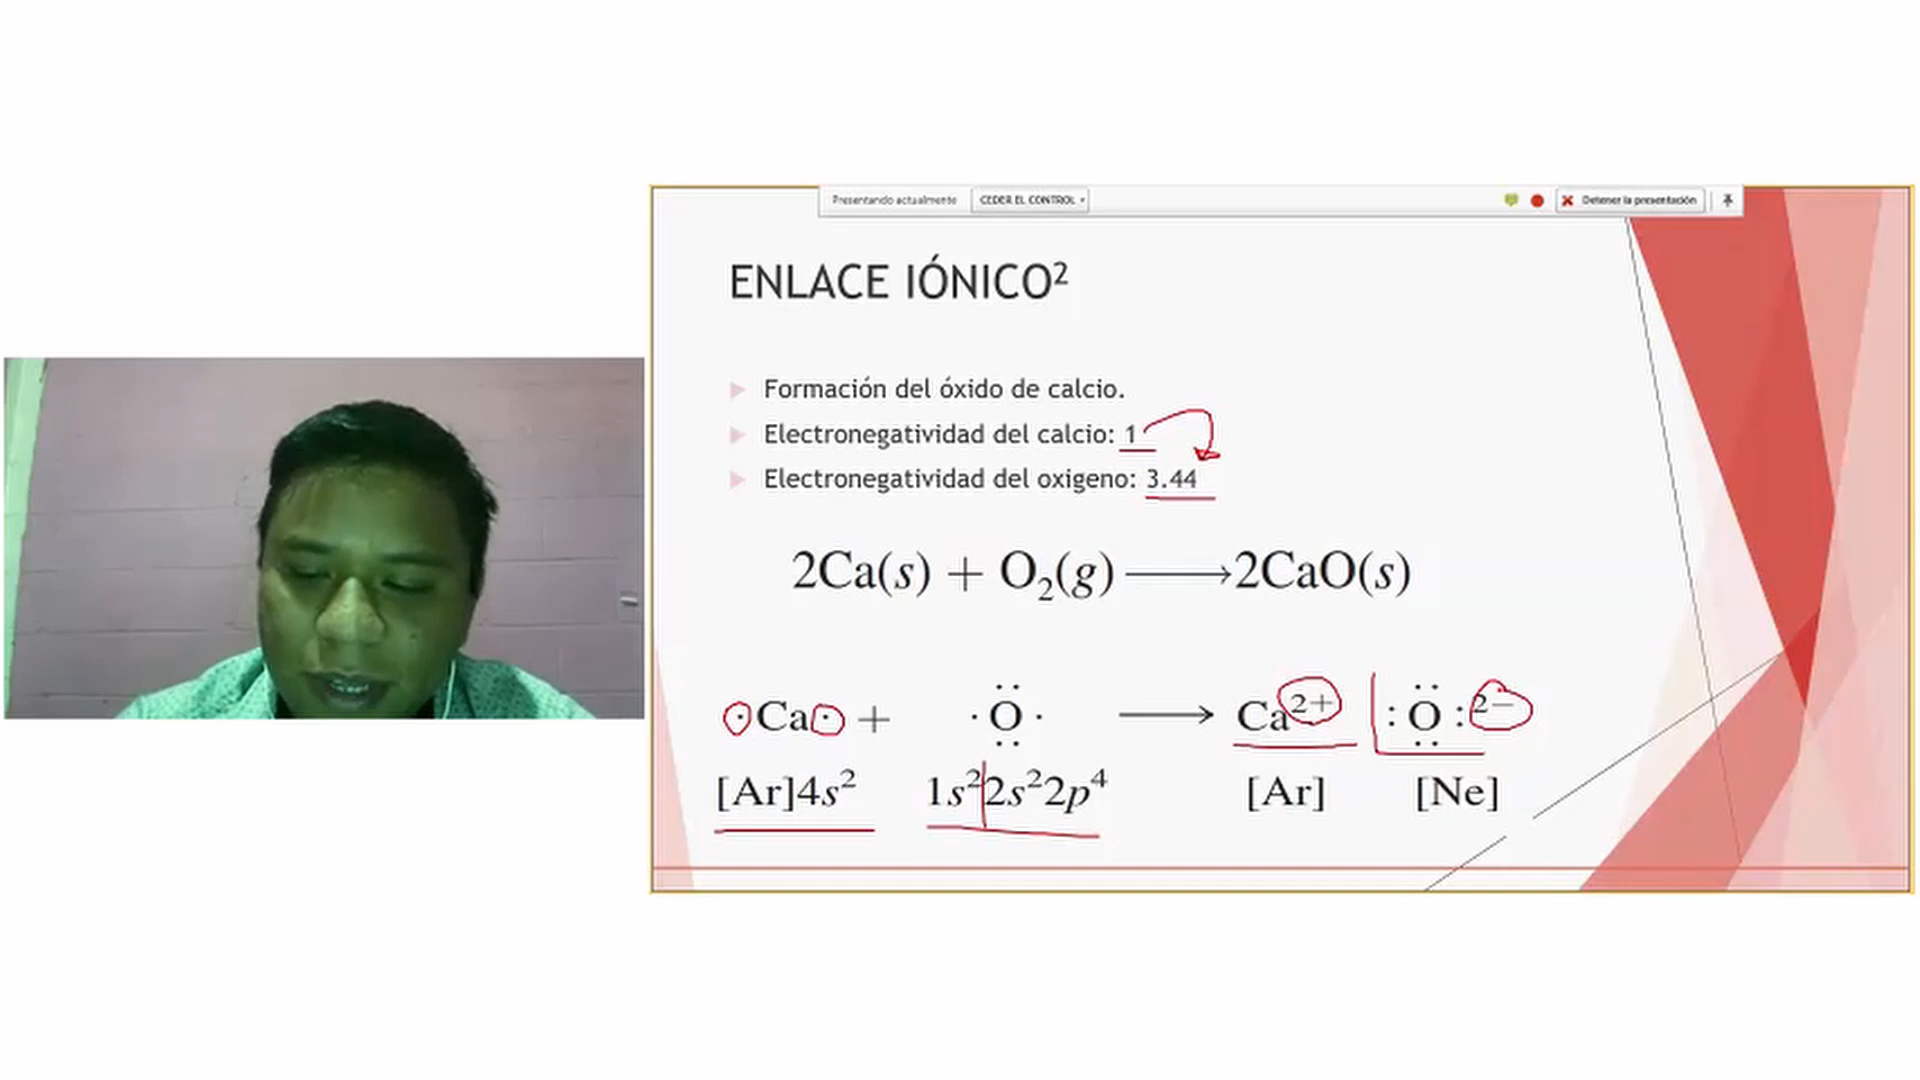 Presentando actualmente CEDER EL CONTROL Detener la presentación
ENLACE IÓNICO²
Formación del óxido de calcio.
Electronegatividad del calcio: 1
Electronegatividad del oxigeno: 3.44
2Ca(s) + O₂(g) ⟶ 2CaO(s)
·Ca· + ·Ö· ⟶ Ca²⁺ :Ö:²⁻
[Ar]4s² 1s²2s²2p⁴ [Ar] [Ne]